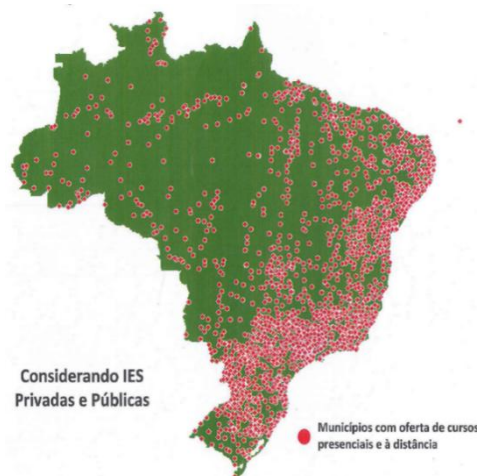 Considerando IES
Privadas e Públicas
Municípios com oferta de cursos
presenciais e à distância